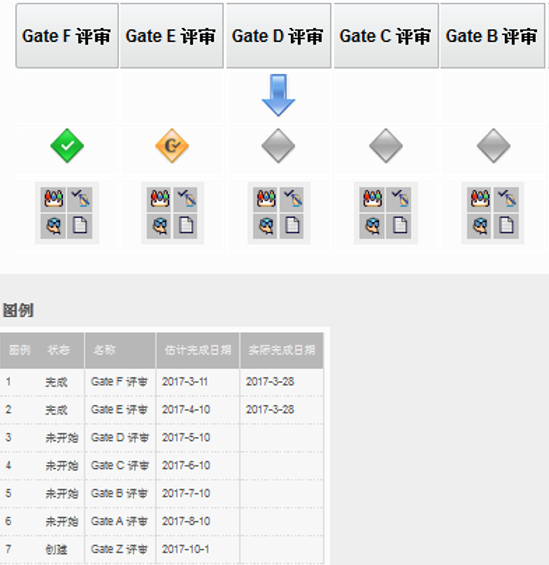 Gate F 评审 Gate E 评审 Gate D 评审 Gate C 评审 Gate B 评审
C
图例
图例 状态 名称 估计完成日期 实际完成日期
1 完成 Gate F 评审 2017-3-11 2017-3-28
2 完成 Gate E 评审 2017-4-10 2017-3-28
3 未开始 Gate D 评审 2017-5-10
4 未开始 Gate C 评审 2017-6-10
5 未开始 Gate B 评审 2017-7-10
6 未开始 Gate A 评审 2017-8-10
7 创建 Gate Z 评审 2017-10-1